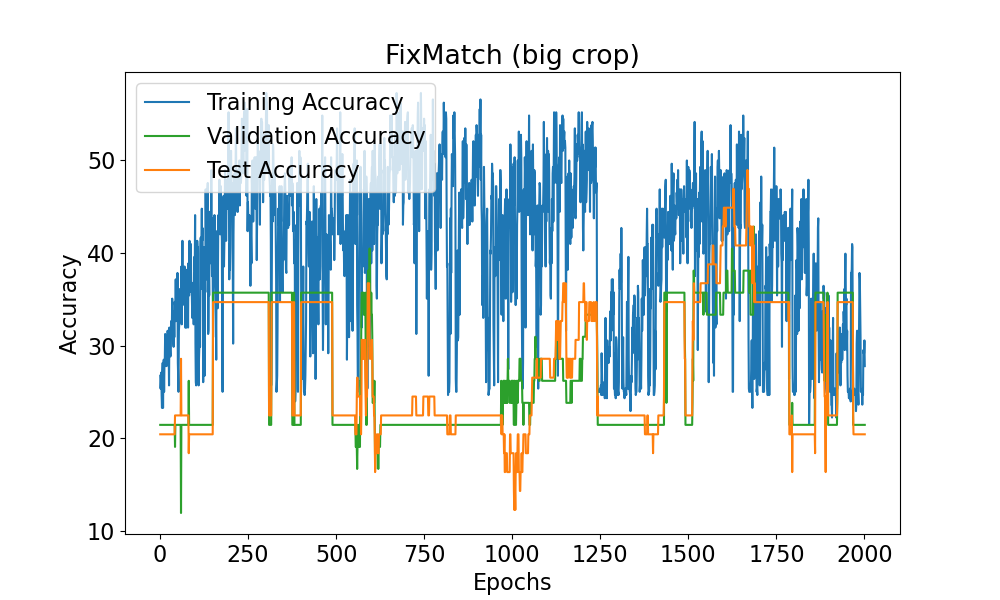 FixMatch (big crop)
Training Accuracy
Validation Accuracy
Test Accuracy
Accuracy
50
40
30
20
10
0 250 500 750 1000 1250 1500 1750 2000
Epochs